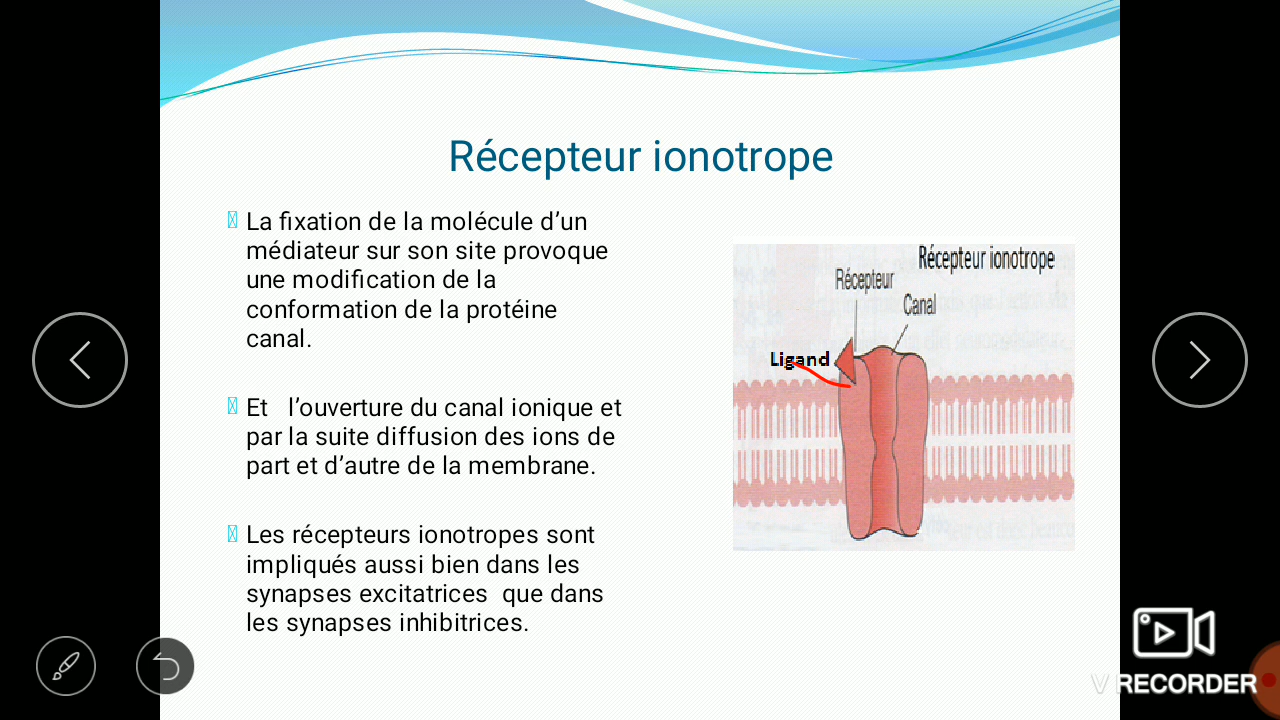 Récepteur ionotrope
La fixation de la molécule d’un
médiateur sur son site provoque
une modification de la
conformation de la protéine
canal.
Et l’ouverture du canal ionique et
par la suite diffusion des ions de
part et d’autre de la membrane.
Les récepteurs ionotropes sont
impliqués aussi bien dans les
synapses excitatrices que dans
les synapses inhibitrices.
Récepteur ionotrope
Récepteur
Canal
Ligand
V RECORDER